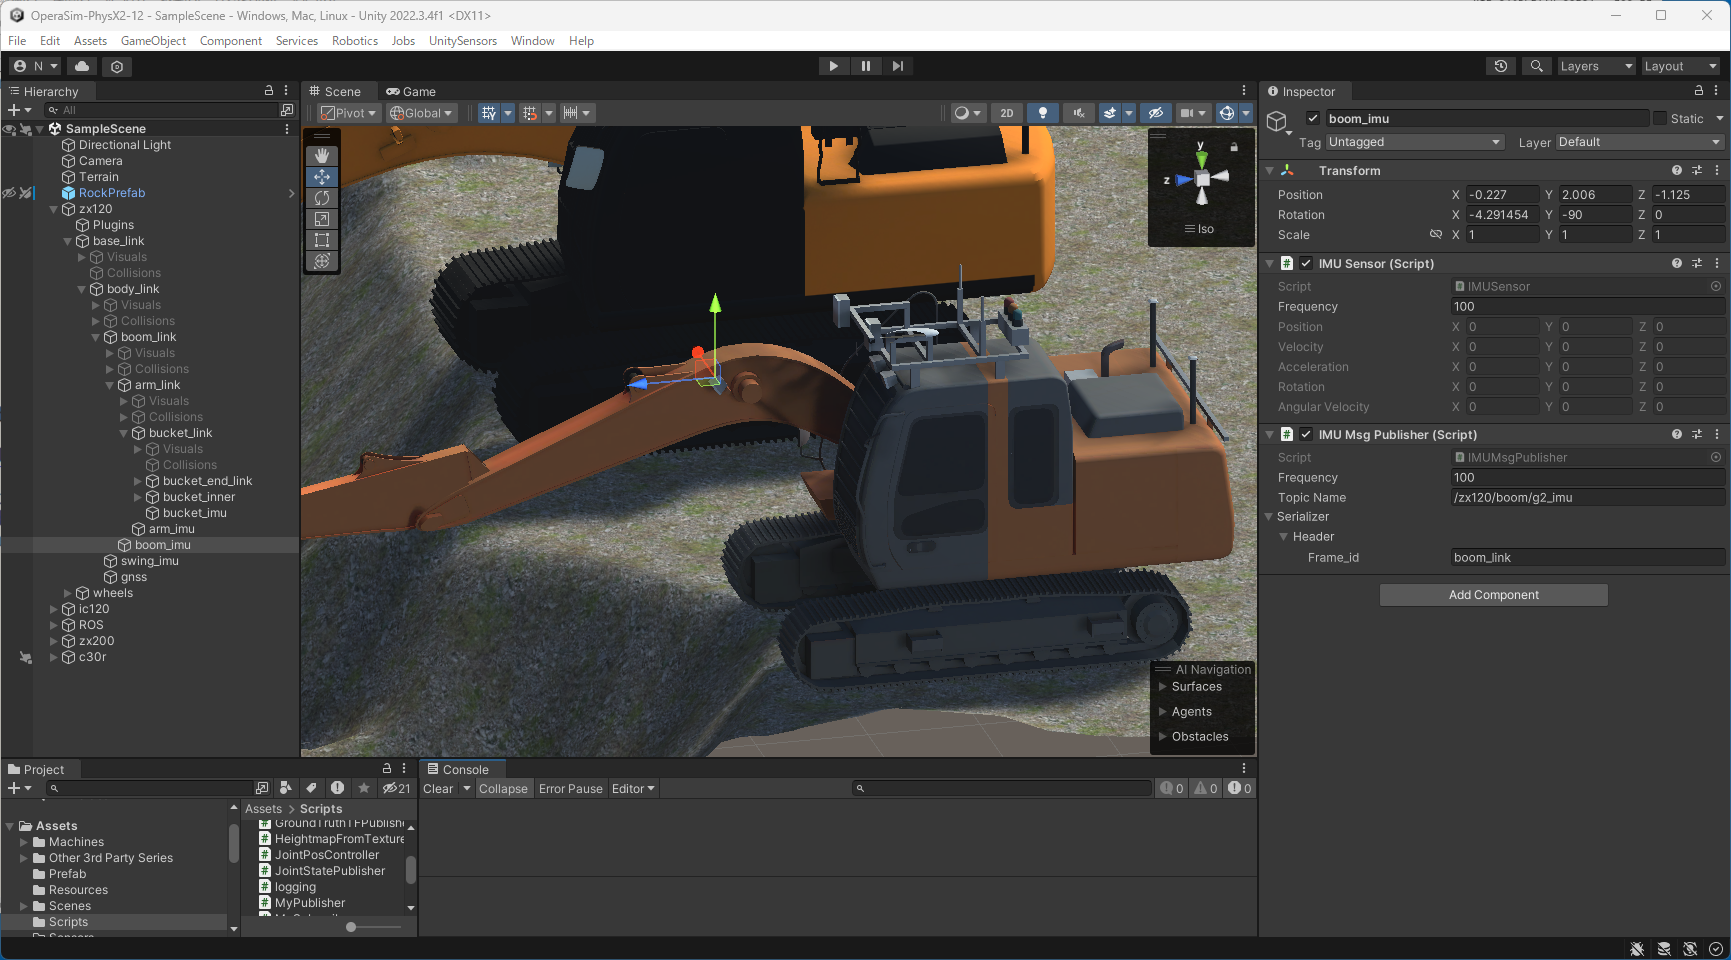 OperaSim-PhysX2-12 - SampleScene - Windows, Mac, Linux - Unity 2022.3.4f1 <DX11>
File Edit Assets GameObject Component Services Robotics Jobs UnitySensors Window Help
N
Layers Layout
Hierarchy
All
SampleScene
Directional Light
Camera
Terrain
RockPrefab
zx120
Plugins
base_link
Visuals
Collisions
body_link
Visuals
Collisions
boom_link
Visuals
Collisions
arm_link
Visuals
Collisions
bucket_link
Visuals
Collisions
bucket_end_link
bucket_inner
bucket_imu
arm_imu
boom_imu
swing_imu
gnss
wheels
ic120
ROS
zx200
c30r
Scene Game
Pivot Global 2D
y
z
Iso
AI Navigation
Surfaces
Agents
Obstacles
Inspector
boom_imu Static
Tag Untagged Layer Default
Transform
Position X -0.227 Y 2.006 Z -1.125
Rotation X -4.291454 Y -90 Z 0
Scale X 1 Y 1 Z 1
IMU Sensor (Script)
Script IMUSensor
Frequency 100
Position X 0 Y 0 Z 0
Velocity X 0 Y 0 Z 0
Acceleration X 0 Y 0 Z 0
Rotation X 0 Y 0 Z 0
Angular Velocity X 0 Y 0 Z 0
IMU Msg Publisher (Script)
Script IMUMsgPublisher
Frequency 100
Topic Name /zx120/boom/g2_imu
Serializer
Header
Frame_id boom_link
Add Component
Project
21
Assets
Machines
Other 3rd Party Series
Prefab
Resources
Scenes
Scripts
Assets > Scripts
GroundTruthTFPublishe
HeightmapFromTexture
JointPosController
JointStatePublisher
logging
MyPublisher
Console
Clear Collapse Error Pause Editor 0 0 0